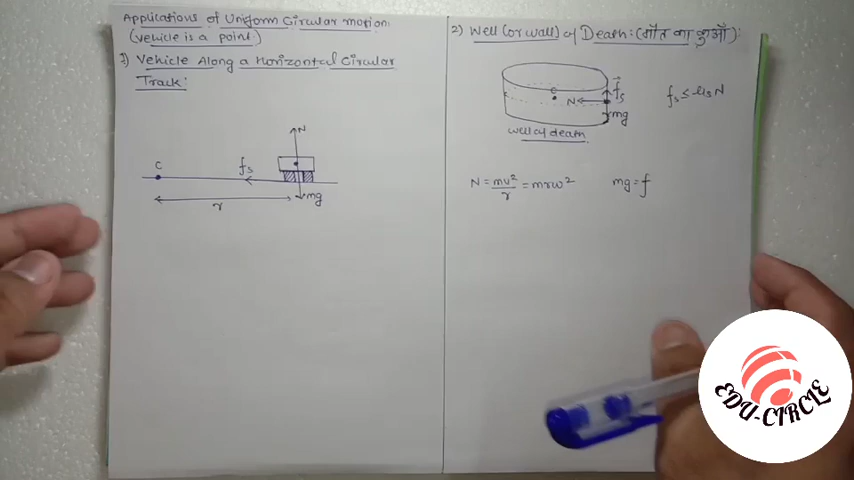 Applications of Uniform Circular motion:
(vehicle is a point)
1) Vehicle Along a Horizontal Circular
Track:
N
C
fs
r
mg
2) Well (or wall) of Death: (मौत का कुआँ):
C
N
fs
mg
fs ≤ μsN
well of death
N = mv²/r = mrω²
mg = f
EDU-CIRCLE